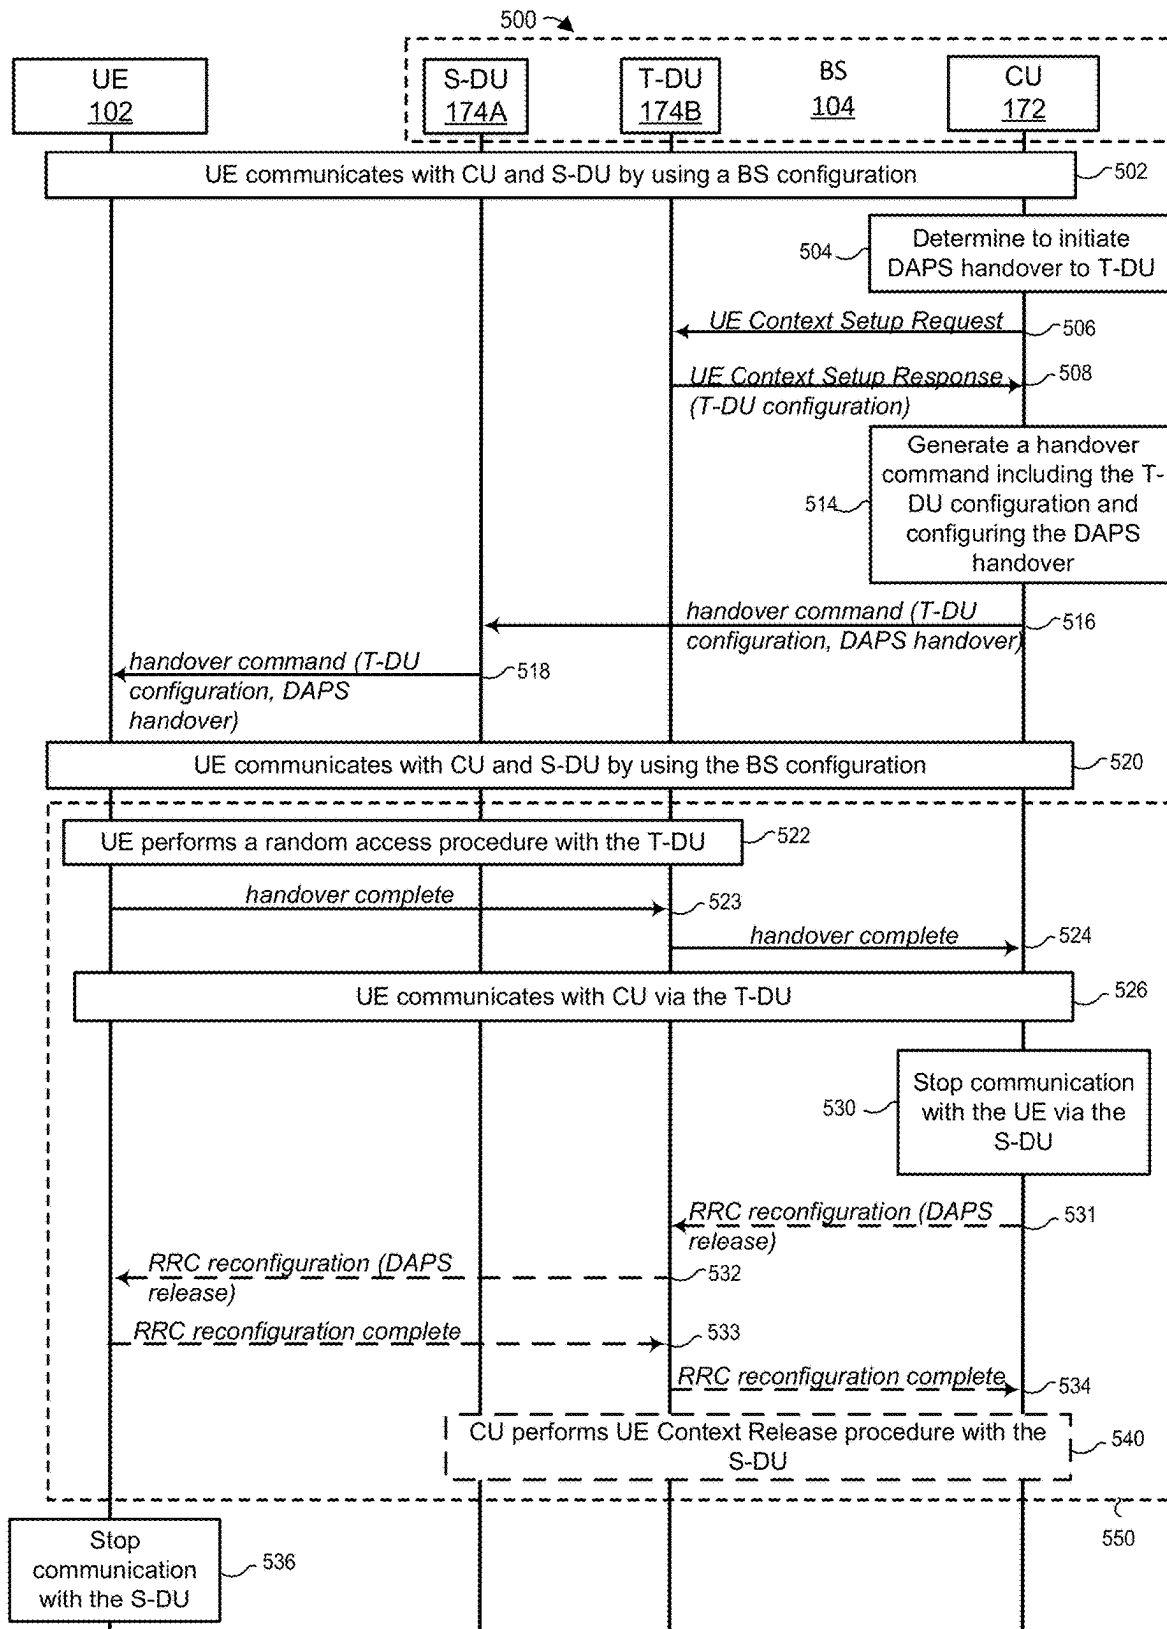 500
UE
102
S-DU
174A
T-DU
174B
BS
104
CU
172
UE communicates with CU and S-DU by using a BS configuration
502
504
Determine to initiate
DAPS handover to T-DU
UE Context Setup Request
506
UE Context Setup Response
(T-DU configuration)
508
514
Generate a handover
command including the T-
DU configuration and
configuring the DAPS
handover
handover command (T-DU
configuration, DAPS handover)
516
handover command (T-DU
configuration, DAPS
handover)
518
UE communicates with CU and S-DU by using the BS configuration
520
UE performs a random access procedure with the T-DU
522
handover complete
523
handover complete
524
UE communicates with CU via the T-DU
526
530
Stop communication
with the UE via the
S-DU
RRC reconfiguration (DAPS
release)
531
RRC reconfiguration (DAPS
release)
532
RRC reconfiguration complete
533
RRC reconfiguration complete
534
CU performs UE Context Release procedure with the
S-DU
540
550
Stop
communication
with the S-DU
536